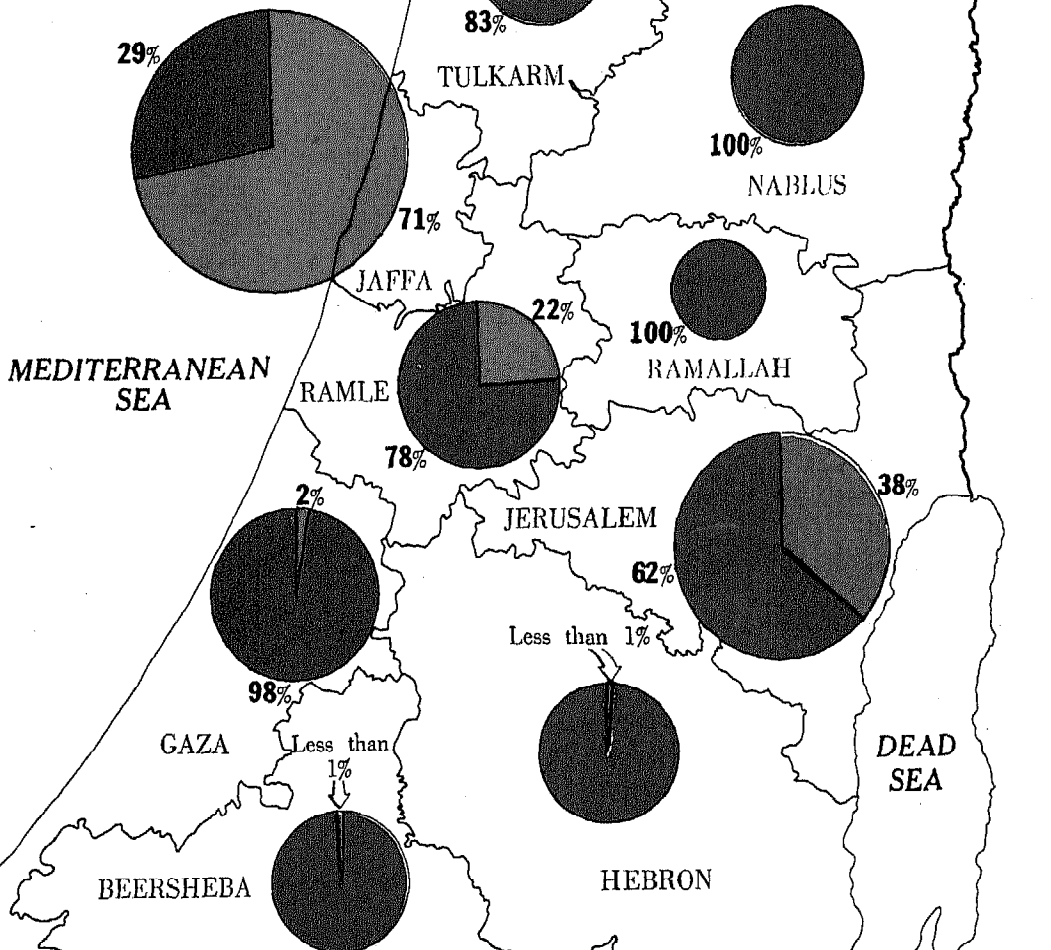 83%
29%
TULKARM
100%
NABLUS
71%
JAFFA
22%
100%
RAMALLAH
MEDITERRANEAN
SEA
RAMLE
78%
38%
2%
JERUSALEM
62%
Less than 1%
98%
GAZA
Less than
1%
DEAD
SEA
BEERSHEBA
HEBRON